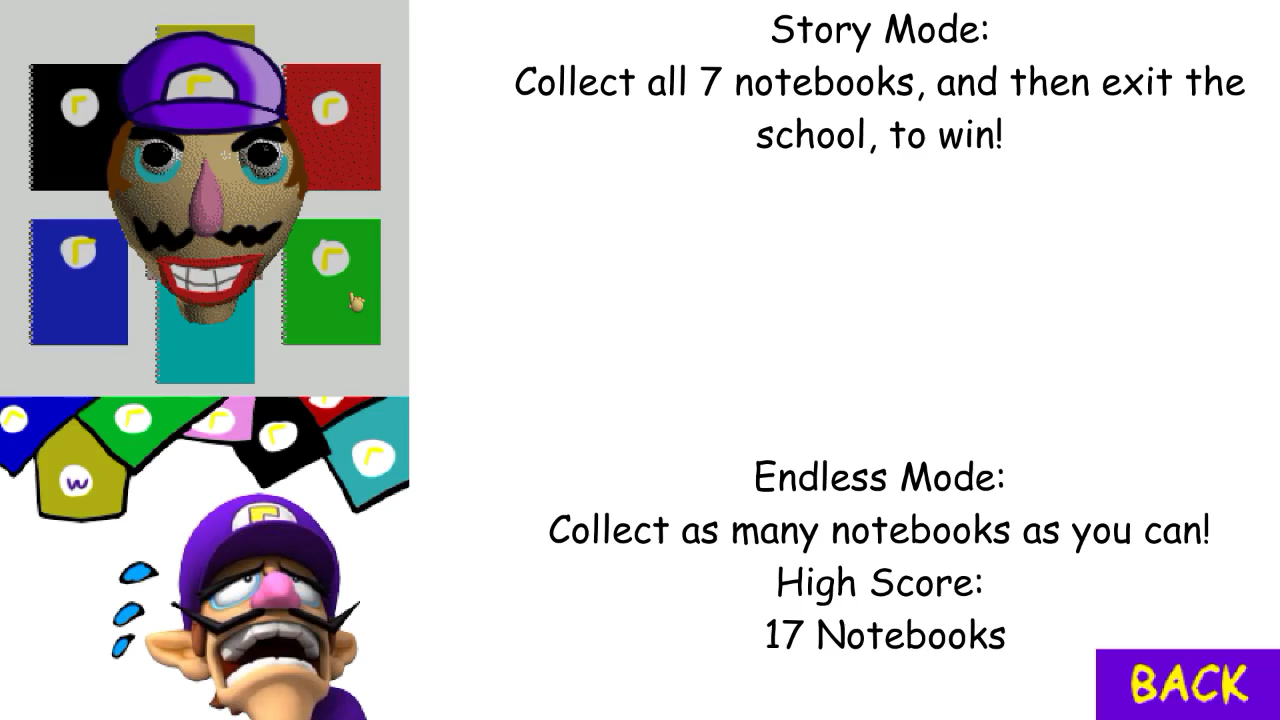 Story Mode:
Collect all 7 notebooks, and then exit the
school, to win!
w
Endless Mode:
Collect as many notebooks as you can!
High Score:
17 Notebooks
BACK